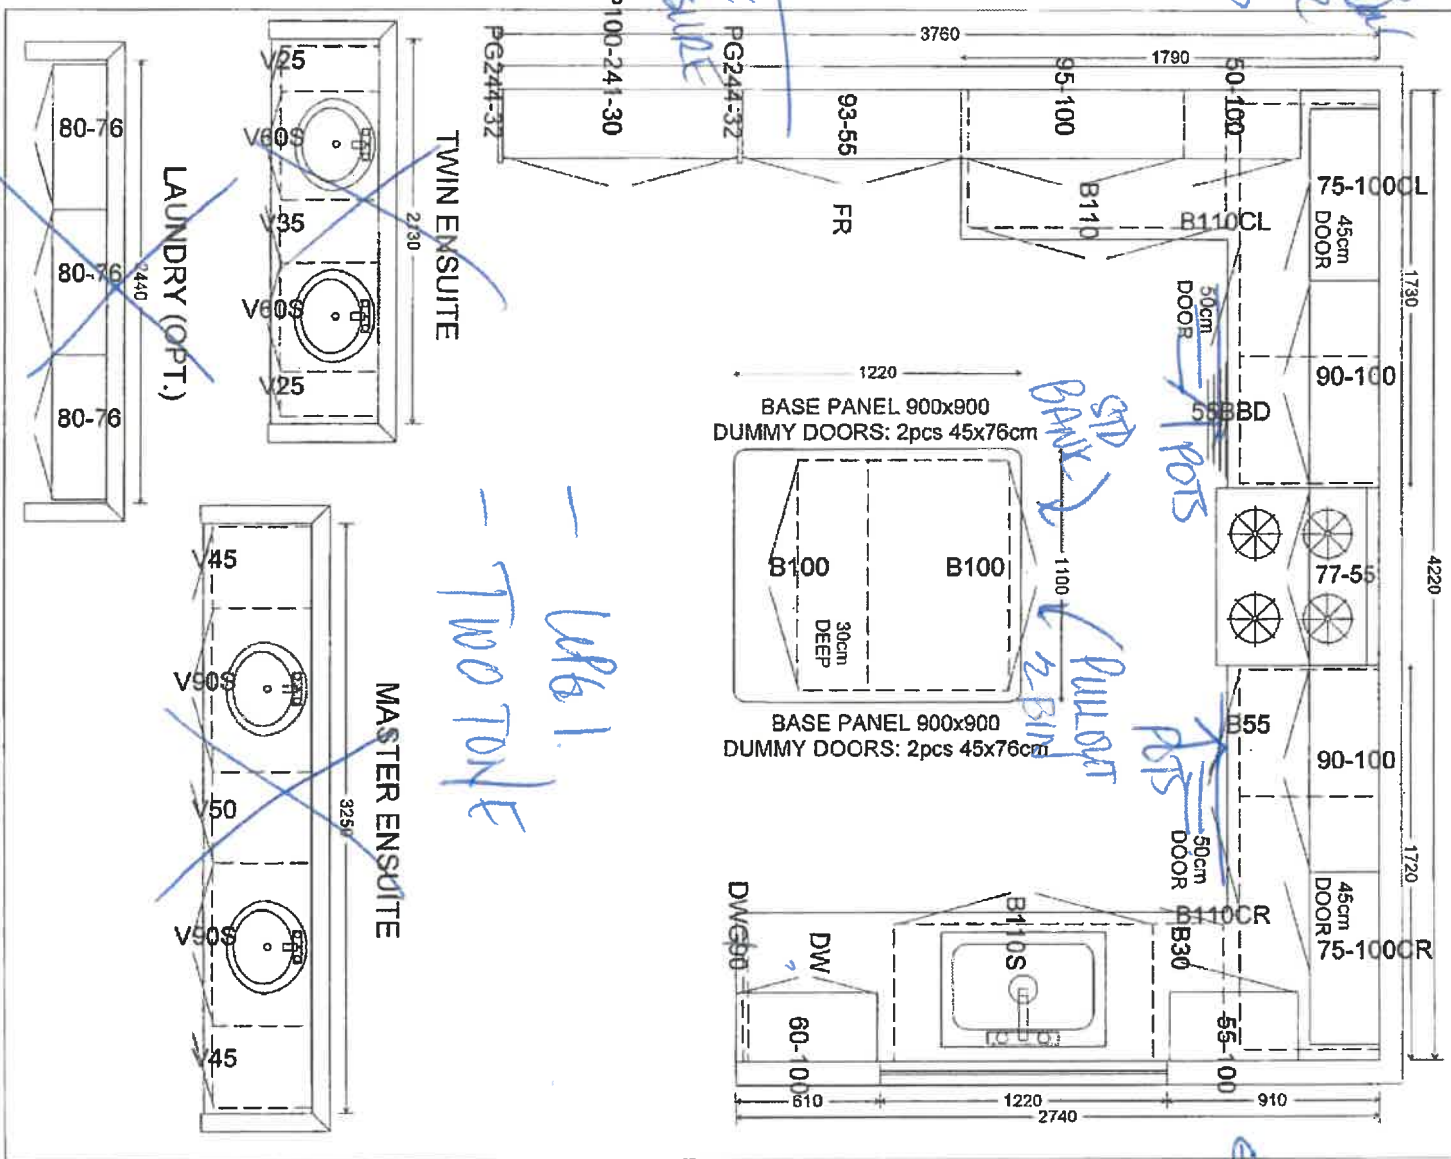 3760
1790
PG244-32
P100-241-30
PG244-32
93-55
95-100
50-100
FR
B110
B110CL
75-100CL
45cm
DOOR
1730
50cm
DOOR
90-100
55BBD
POTS
STD
BANK
4220
77-55
1220
BASE PANEL 900x900
DUMMY DOORS: 2pcs 45x76cm
B100
B100
1100
30cm
DEEP
BASE PANEL 900x900
DUMMY DOORS: 2pcs 45x76cm
PULLOUT
2-BIN
POTS
B55
90-100
50cm
DOOR
1720
B110CR
B30
45cm
DOOR
75-100CR
DWG90
DW
B110S
60-100
55-100
610
1220
910
2740
V25
V60S
V35
V60S
V25
2130
TWIN ENSUITE
80-76
80-76
80-76
2440
LAUNDRY (OPT.)
V45
V90S
V50
V90S
V45
3250
MASTER ENSUITE
- TWO TONE